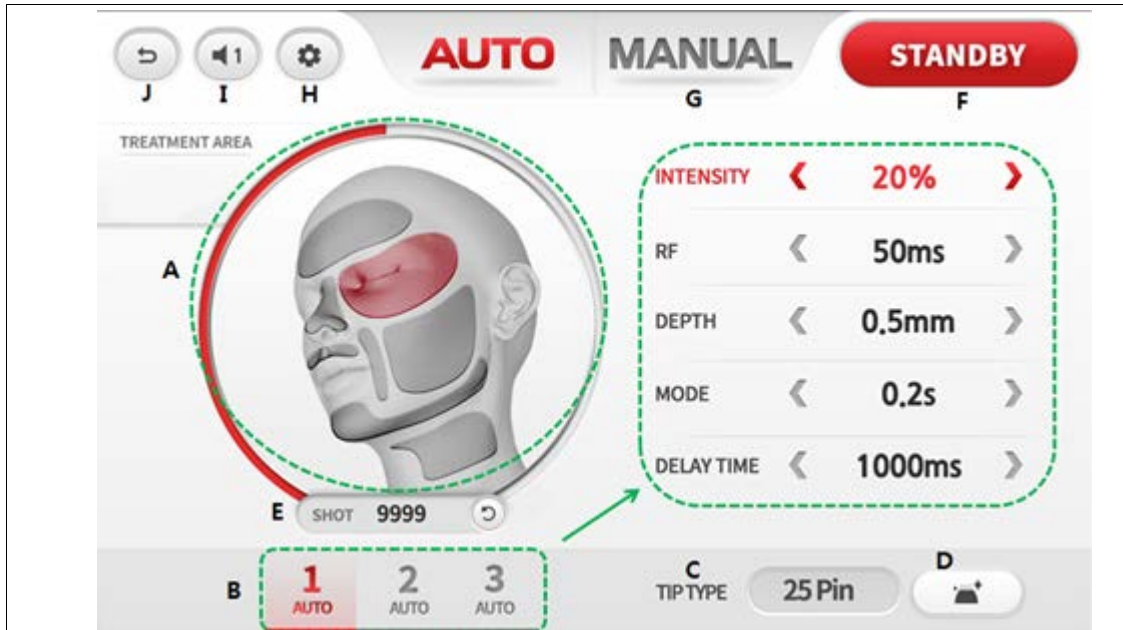 1 AUTO MANUAL STANDBY
J I H G F
TREATMENT AREA
INTENSITY 20%
RF 50ms
A
DEPTH 0.5mm
MODE 0.2s
DELAY TIME 1000ms
E SHOT 9999
B 1 2 3
AUTO AUTO AUTO
C D
TIP TYPE 25 Pin